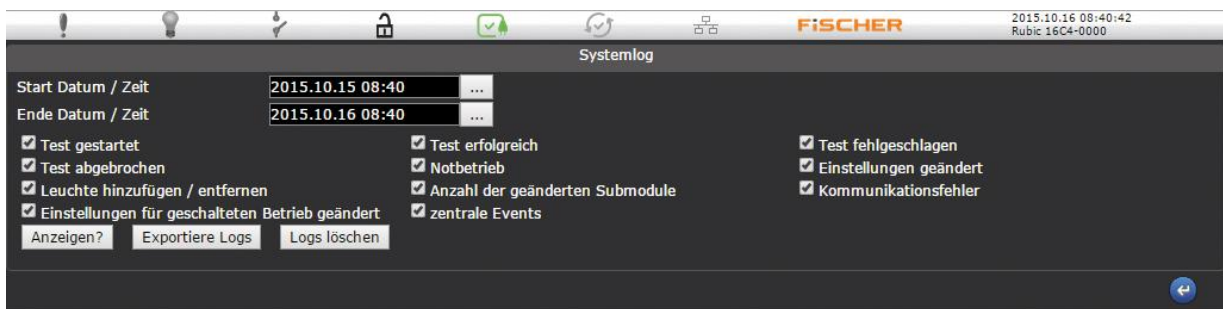 FiSCHER
2015.10.16 08:40:42
Rubic 16C4-0000
Systemlog
Start Datum / Zeit 2015.10.15 08:40 ...
Ende Datum / Zeit 2015.10.16 08:40 ...
Test gestartet Test erfolgreich Test fehlgeschlagen
Test abgebrochen Notbetrieb Einstellungen geändert
Leuchte hinzufügen / entfernen Anzahl der geänderten Submodule Kommunikationsfehler
Einstellungen für geschalteten Betrieb geändert zentrale Events
Anzeigen? Exportiere Logs Logs löschen